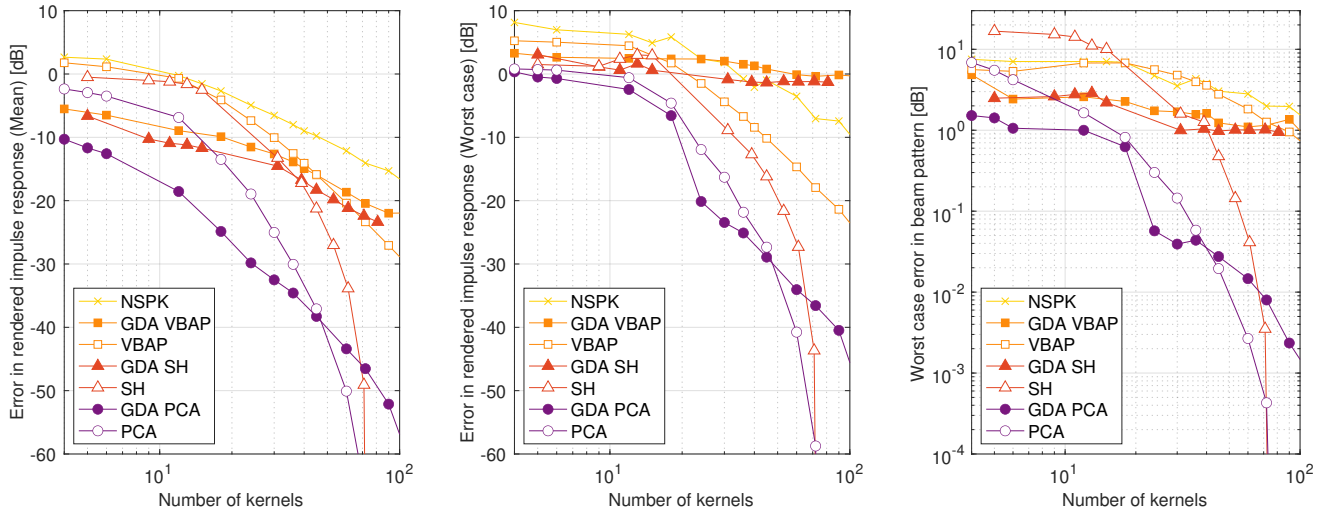 Error in rendered impulse response (Mean) [dB]
10
0
-10
-20
-30
-40
-50
-60
NSPK
GDA VBAP
VBAP
GDA SH
SH
GDA PCA
PCA
10^1
10^2
Number of kernels
Error in rendered impulse response (Worst case) [dB]
10
0
-10
-20
-30
-40
-50
-60
NSPK
GDA VBAP
VBAP
GDA SH
SH
GDA PCA
PCA
10^1
10^2
Number of kernels
Worst case error in beam pattern [dB]
10^1
10^0
10^-1
10^-2
10^-3
10^-4
NSPK
GDA VBAP
VBAP
GDA SH
SH
GDA PCA
PCA
10^1
10^2
Number of kernels